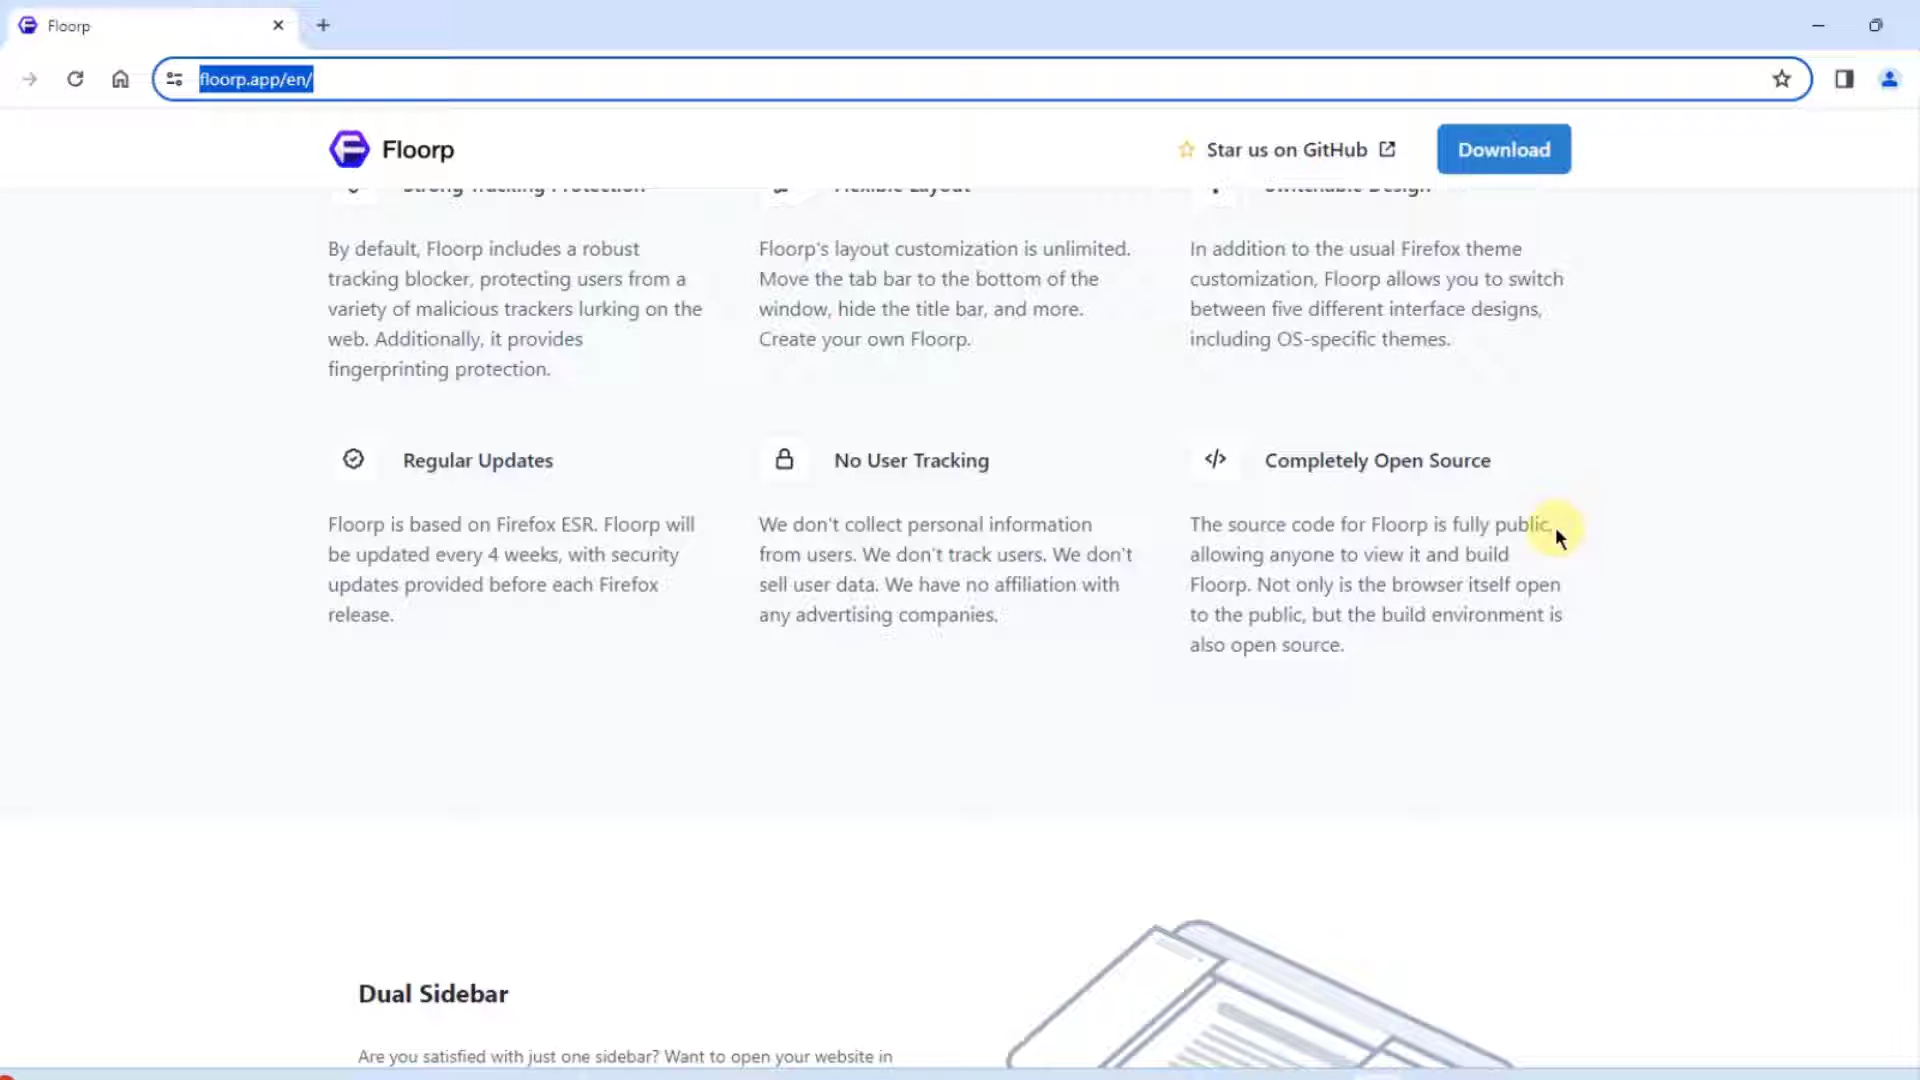 Floorp
floorp.app/en/
Floorp
Star us on GitHub
Download
Strong Tracking Protection
Flexible Layout
Switchable Design
By default, Floorp includes a robust
tracking blocker, protecting users from a
variety of malicious trackers lurking on the
web. Additionally, it provides
fingerprinting protection.
Floorp's layout customization is unlimited.
Move the tab bar to the bottom of the
window, hide the title bar, and more.
Create your own Floorp.
In addition to the usual Firefox theme
customization, Floorp allows you to switch
between five different interface designs,
including OS-specific themes.
Regular Updates
No User Tracking
Completely Open Source
Floorp is based on Firefox ESR. Floorp will
be updated every 4 weeks, with security
updates provided before each Firefox
release.
We don't collect personal information
from users. We don't track users. We don't
sell user data. We have no affiliation with
any advertising companies.
The source code for Floorp is fully public,
allowing anyone to view it and build
Floorp. Not only is the browser itself open
to the public, but the build environment is
also open source.
Dual Sidebar
Are you satisfied with just one sidebar? Want to open your website in